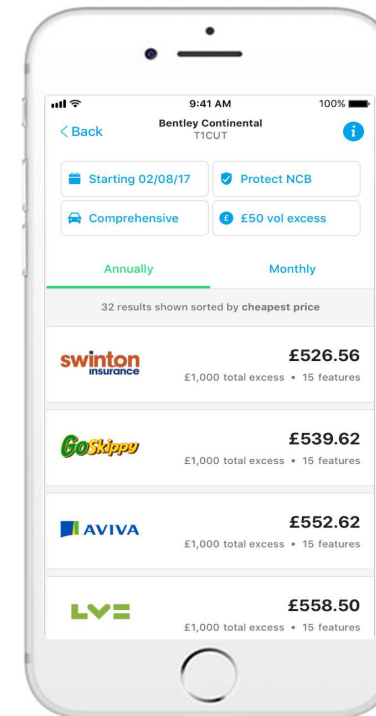 9:41 AM
100%
Back
Bentley Continental
T1CUT
Starting 02/08/17
Protect NCB
Comprehensive
£50 vol excess
Annually
Monthly
32 results shown sorted by cheapest price
swinton
insurance
£526.56
£1,000 total excess • 15 features
GoSkippy
£539.62
£1,000 total excess • 15 features
AVIVA
£552.62
£1,000 total excess • 15 features
LV=
£558.50
£1,000 total excess • 15 features